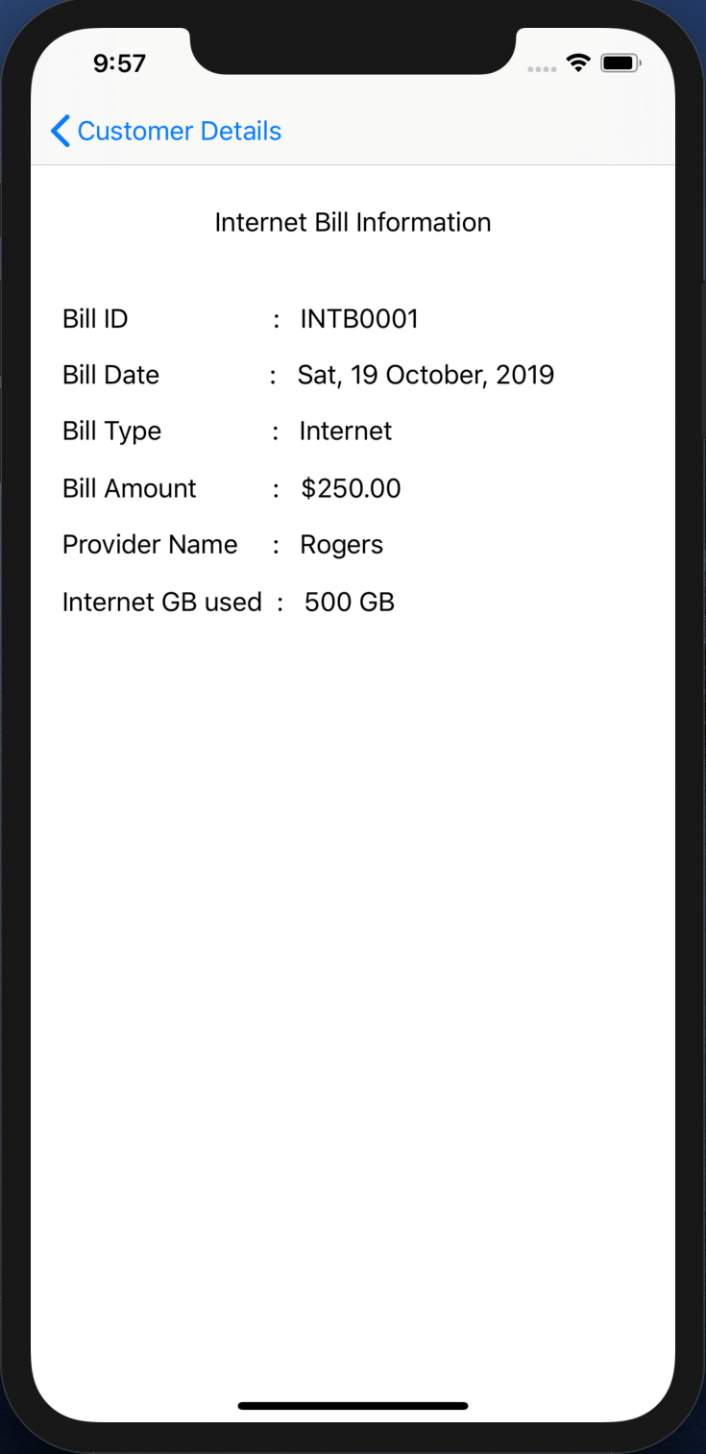 9:57
Customer Details
Internet Bill Information
Bill ID : INTB0001
Bill Date : Sat, 19 October, 2019
Bill Type : Internet
Bill Amount : $250.00
Provider Name : Rogers
Internet GB used : 500 GB